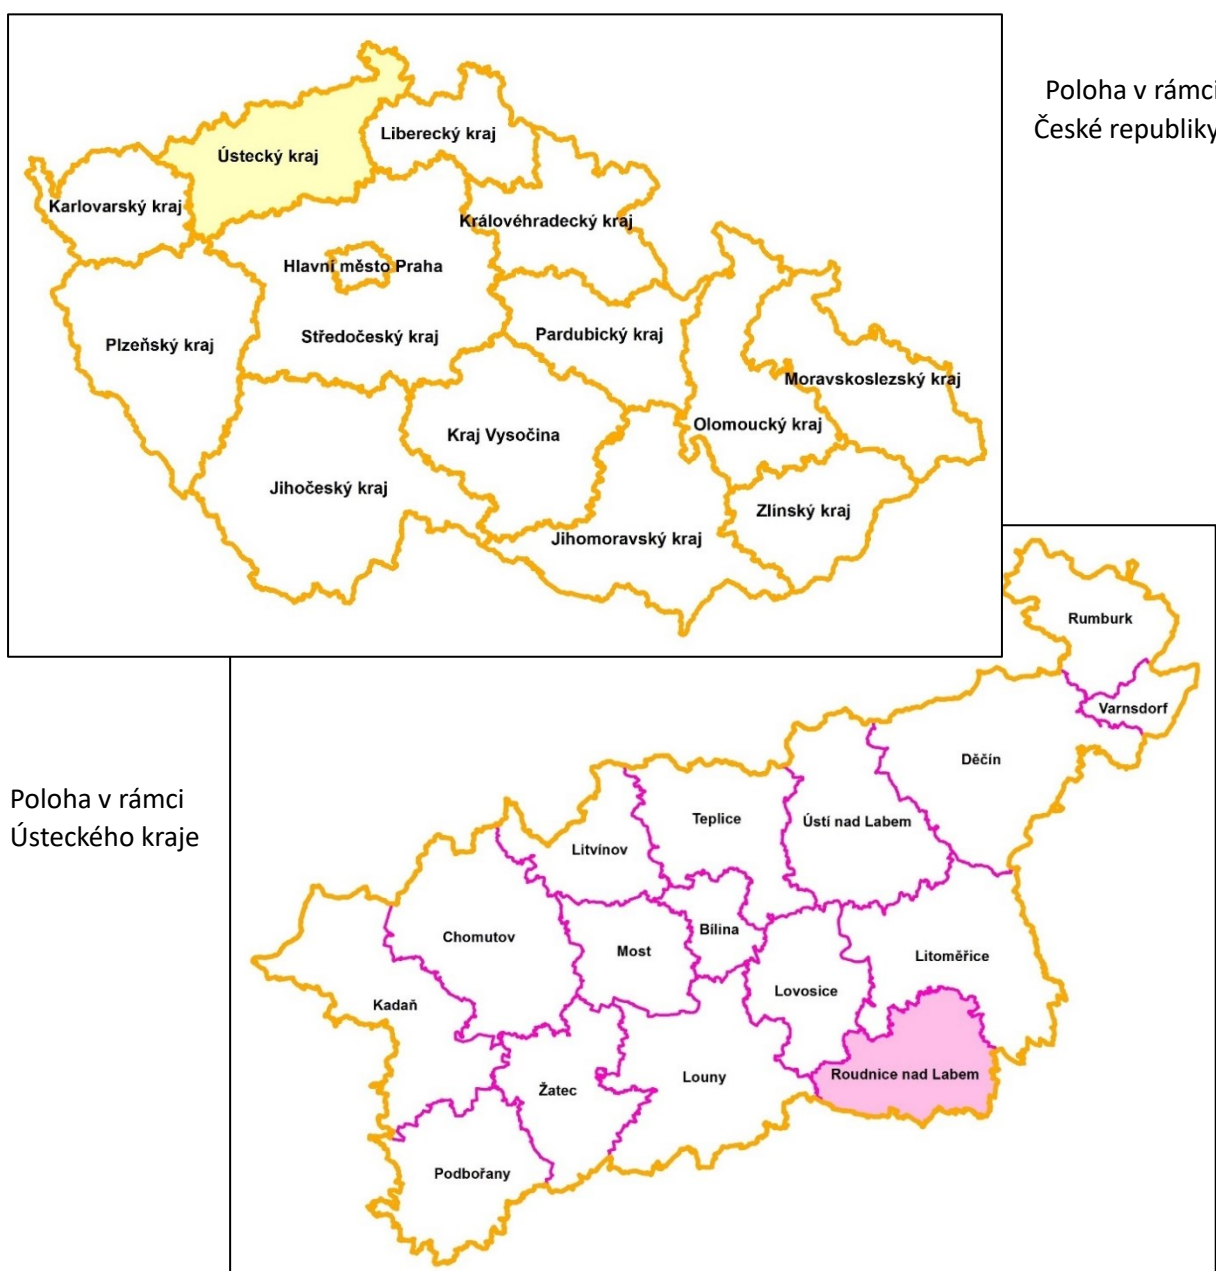 Poloha v rámci
České republiky
Ústecký kraj
Liberecký kraj
Karlovarský kraj
Královéhradecký kraj
Hlavní město Praha
Středočeský kraj
Pardubický kraj
Plzeňský kraj
Moravskoslezský kraj
Olomoucký kraj
Kraj Vysočina
Jihočeský kraj
Zlínský kraj
Jihomoravský kraj
Poloha v rámci
Ústeckého kraje
Rumburk
Varnsdorf
Děčín
Teplice
Ústí nad Labem
Litvínov
Bílina
Chomutov
Most
Litoměřice
Lovosice
Kadaň
Roudnice nad Labem
Louny
Žatec
Podbořany